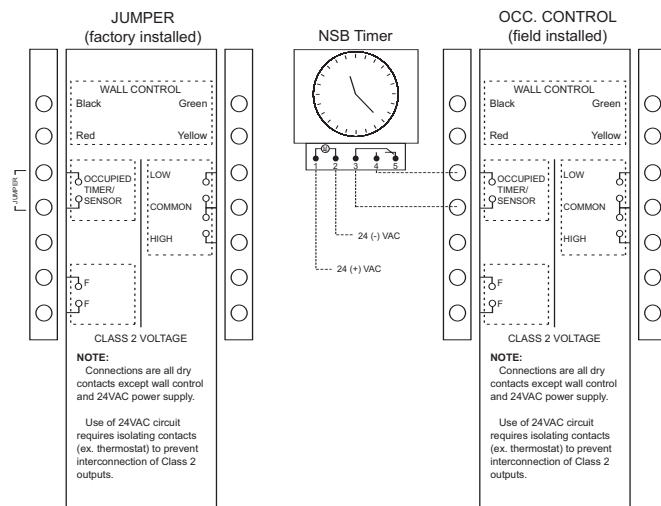 JUMPER
(factory installed)
WALL CONTROL
Black Green
Red Yellow
JUMPER
OCCUPIED
TIMER/
SENSOR
LOW
COMMON
HIGH
F
F
CLASS 2 VOLTAGE
NOTE:
Connections are all dry
contacts except wall control
and 24VAC power supply.
Use of 24VAC circuit
requires isolating contacts
(ex. thermostat) to prevent
interconnection of Class 2
outputs.
NSB Timer
M
1 2 3 4 5
24 (-) VAC
24 (+) VAC
OCC. CONTROL
(field installed)
WALL CONTROL
Black Green
Red Yellow
OCCUPIED
TIMER/
SENSOR
LOW
COMMON
HIGH
F
F
CLASS 2 VOLTAGE
NOTE:
Connections are all dry
contacts except wall control
and 24VAC power supply.
Use of 24VAC circuit
requires isolating contacts
(ex. thermostat) to prevent
interconnection of Class 2
outputs.